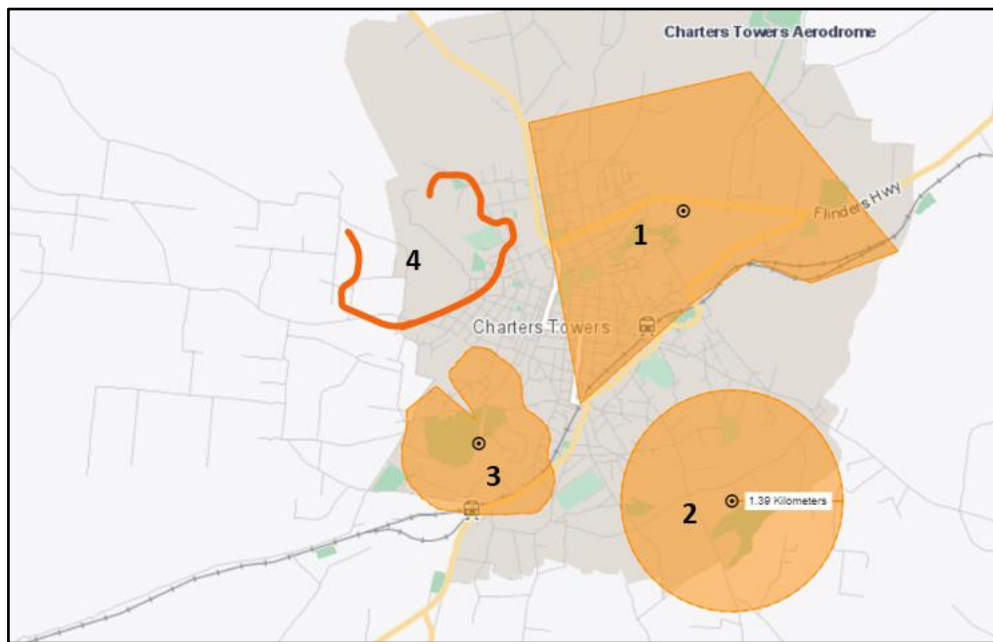 Charters Towers Aerodrome
Flinders Hwy
1
4
Charters Towers
3
2
1.39 Kilometers